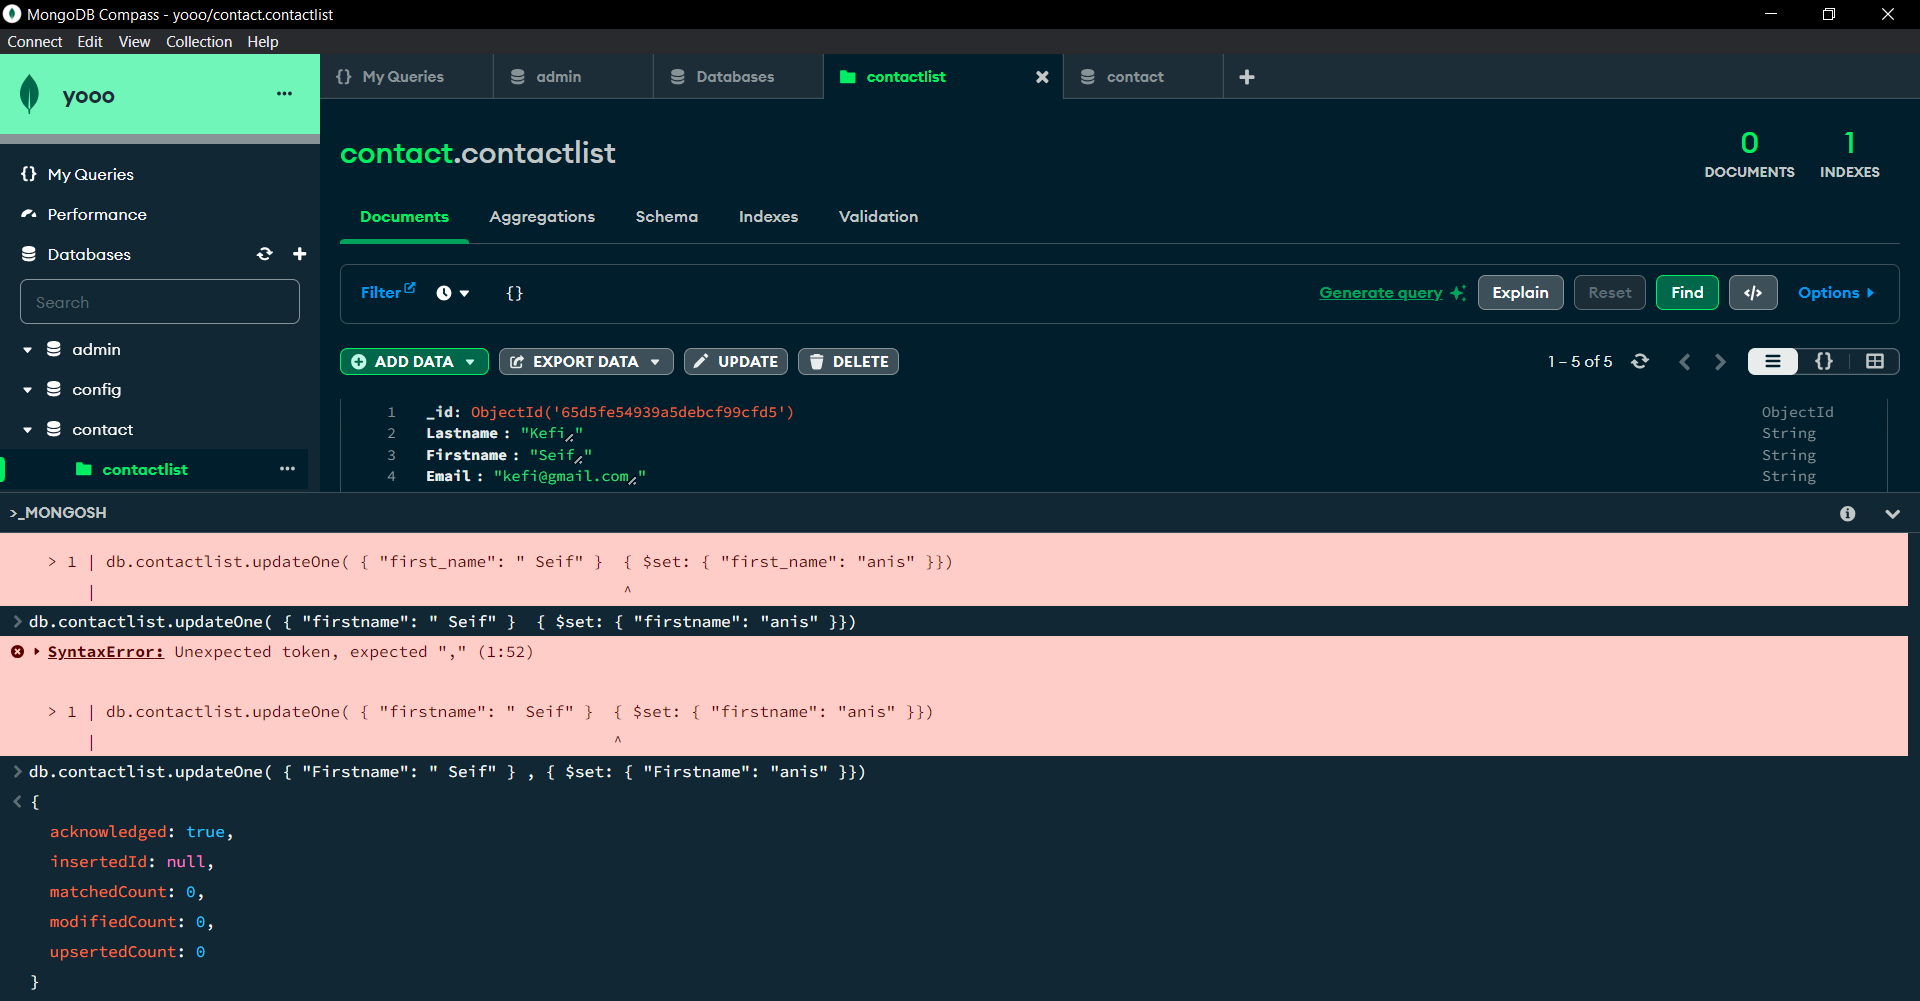 MongoDB Compass - yooo/contact.contactlist
Connect Edit View Collection Help
yooo
{} My Queries
admin
Databases
contactlist
contact
contact.contactlist
0
DOCUMENTS
1
INDEXES
{} My Queries
Performance
Databases
Search
admin
config
contact
contactlist
Documents Aggregations Schema Indexes Validation
Filter {} Generate query Explain Reset Find </> Options
ADD DATA EXPORT DATA UPDATE DELETE 1 – 5 of 5 {}
1 _id: ObjectId('65d5fe54939a5debcf99cfd5') ObjectId
2 Lastname : "Kefi" String
3 Firstname : "Seif" String
4 Email : "kefi@gmail.com" String
>_MONGOSH
> 1 | db.contactlist.updateOne( { "first_name": " Seif" }  { $set: { "first_name": "anis" }})
| ^
> db.contactlist.updateOne( { "firstname": " Seif" }  { $set: { "firstname": "anis" }})
SyntaxError: Unexpected token, expected "," (1:52)
> 1 | db.contactlist.updateOne( { "firstname": " Seif" }  { $set: { "firstname": "anis" }})
| ^
> db.contactlist.updateOne( { "Firstname": " Seif" } , { $set: { "Firstname": "anis" }})
< {
acknowledged: true,
insertedId: null,
matchedCount: 0,
modifiedCount: 0,
upsertedCount: 0
}